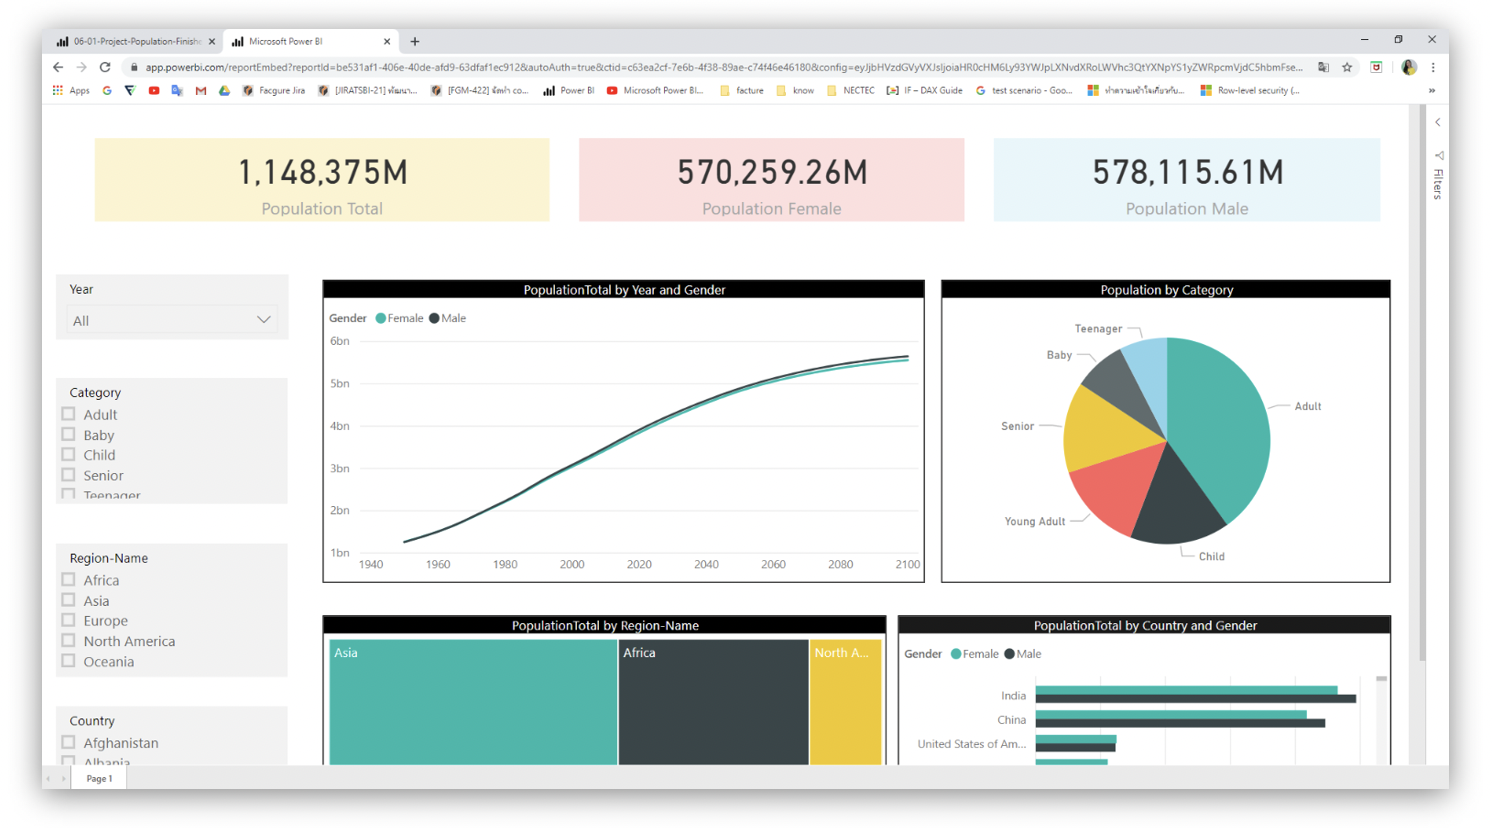 06-01-Project-Population-Finishe
Microsoft Power BI
app.powerbi.com/reportEmbed?reportId=be531af1-406e-40de-afd9-63dfaf1ec912&autoAuth=true&ctid=c63ea2cf-7e6b-4f38-89ae-c74f46e46180&config=eyJjbHVzdGVyVXJsIjoiaHR0cHM6Ly93YWJpLXNvdXRoLWVhc3QtYXNpYS1yZWRpcmVjdC5hbmFse...
Apps
Facgure Jira
[JIRATSBI-21] พัฒนา...
[FGM-422] จัดทำ co...
Power BI
Microsoft Power BI...
facture
know
NECTEC
IF – DAX Guide
test scenario - Goo...
ทำความเข้าใจเกี่ยวกับ...
Row-level security (...
1,148,375M
Population Total
570,259.26M
Population Female
578,115.61M
Population Male
Filters
Year
All
Category
Adult
Baby
Child
Senior
Teenager
Region-Name
Africa
Asia
Europe
North America
Oceania
Country
Afghanistan
Albania
PopulationTotal by Year and Gender
Gender Female Male
6bn
5bn
4bn
3bn
2bn
1bn
1940 1960 1980 2000 2020 2040 2060 2080 2100
Population by Category
Teenager
Baby
Adult
Senior
Young Adult
Child
PopulationTotal by Region-Name
Asia
Africa
North A...
PopulationTotal by Country and Gender
Gender Female Male
India
China
United States of Am...
Page 1